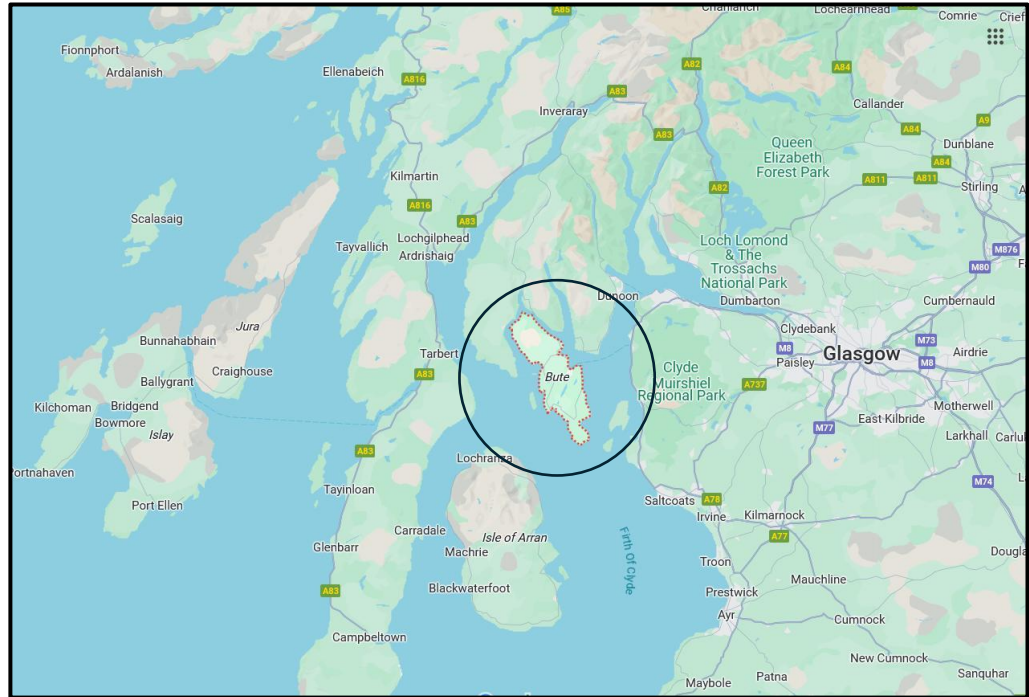 A85
Lochearnhead
Comrie
Crieff
Fionnphort
Ardalanish
Ellenabeich
A816
A82
A84
A83
Inveraray
Callander
A83
A84
A9
Dunblane
Queen
Elizabeth
Forest Park
A84
A811
A811
Stirling
Kilmartin
A82
A816
A83
Scalasaig
Tayvallich
Lochgilphead
Ardrishaig
Loch Lomond
& The
Trossachs
National Park
M876
M80
Dunoon
Dumbarton
Cumbernauld
Jura
Clydebank
Bunnahabhain
Tarbert
M8
Paisley
Glasgow
M73
M8
Airdrie
Craighouse
Ballygrant
A83
Bute
Clyde
Muirshiel
Regional Park
A737
Kilchoman
Bridgend
Bowmore
Islay
Motherwell
East Kilbride
M77
Larkhall
A83
Lochranza
M74
Portnahaven
Port Ellen
Tayinloan
Saltcoats
A78
Irvine
Kilmarnock
Carradale
Isle of Arran
Firth Of Clyde
A77
Glenbarr
Machrie
Troon
Mauchline
Blackwaterfoot
A83
Prestwick
Ayr
Cumnock
Campbeltown
New Cumnock
Maybole
Patna
Sanquhar